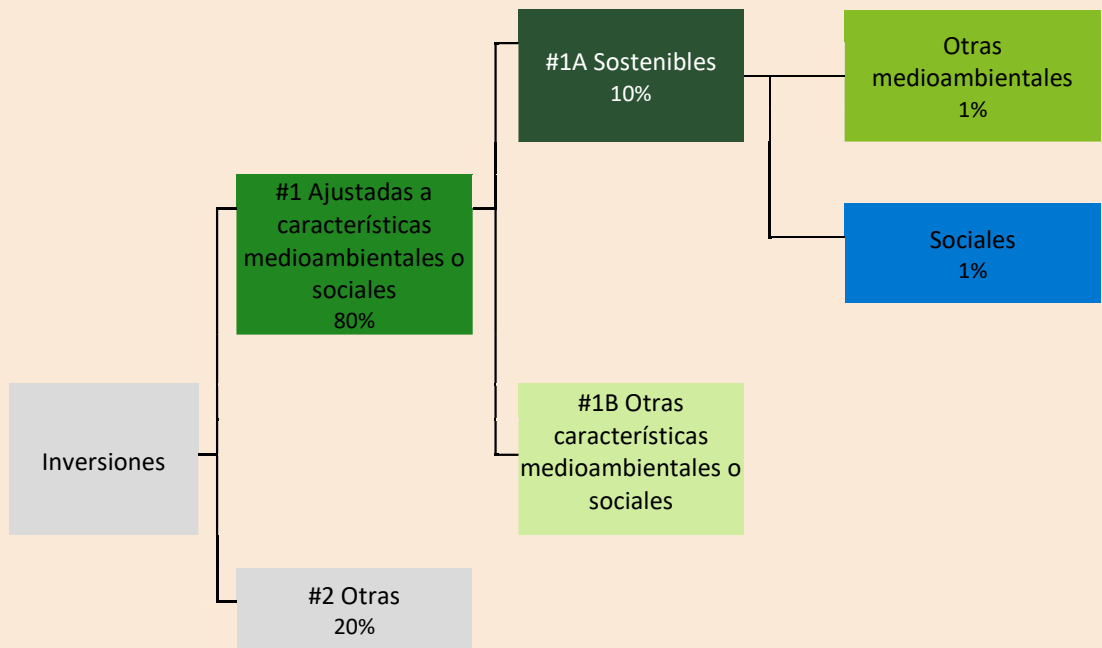 #1A Sostenibles
10%
Otras
medioambientales
1%
#1 Ajustadas a
características
medioambientales o
sociales
80%
Sociales
1%
Inversiones
#1B Otras
características
medioambientales o
sociales
#2 Otras
20%